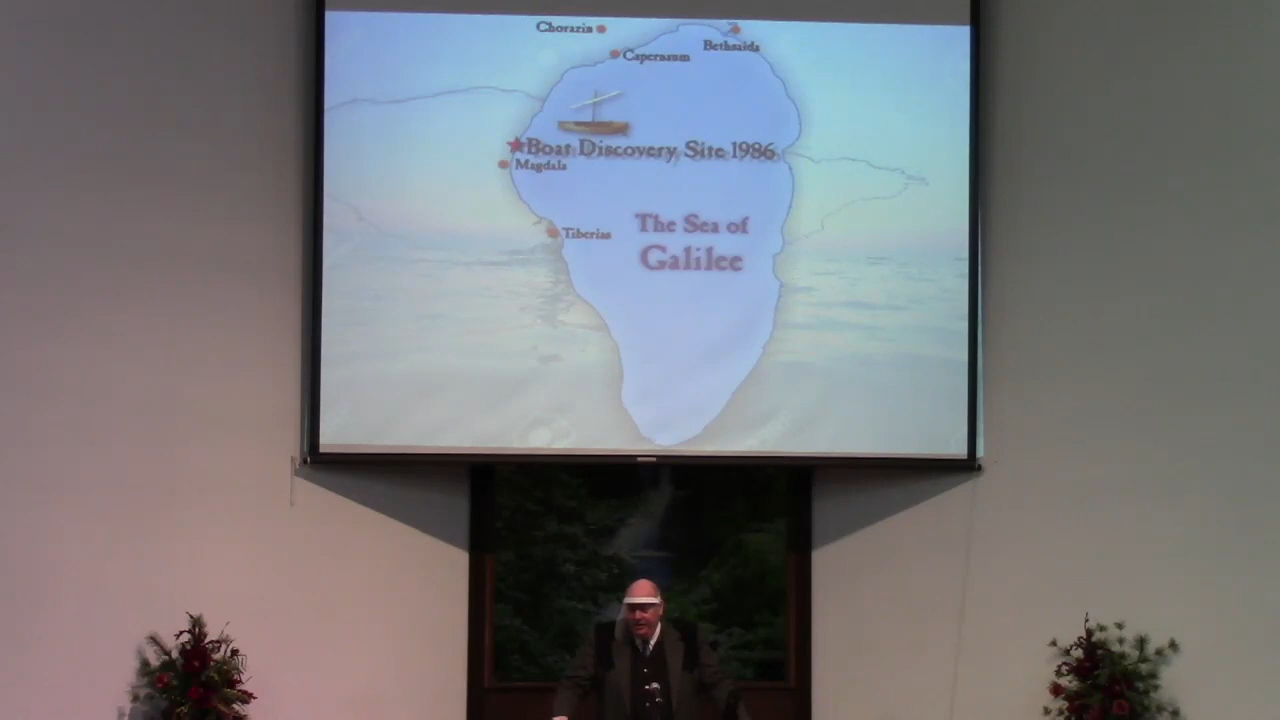 Chorazin
Bethsaida
Capernaum
Boat Discovery Site 1986
Magdala
Tiberias
The Sea of
Galilee